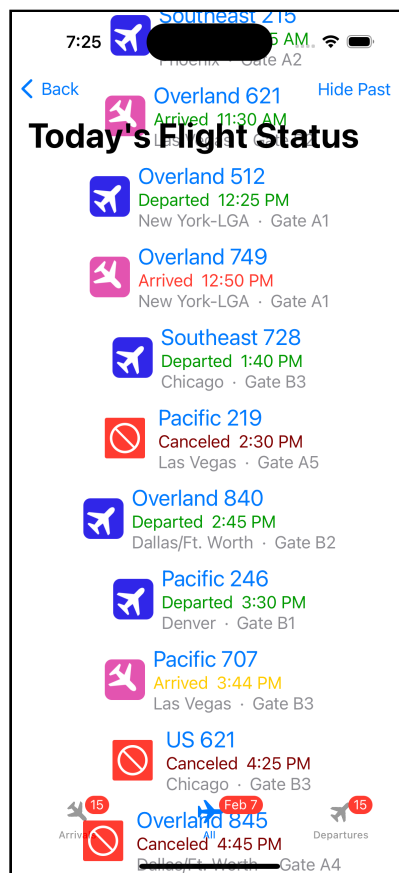 Southeast 215
7:25
5 AM
Phoenix · Gate A2
Back
Hide Past
Overland 621
Arrived 11:30 AM
Las Vegas · Gate
Today's Flight Status
Overland 512
Departed 12:25 PM
New York-LGA · Gate A1
Overland 749
Arrived 12:50 PM
New York-LGA · Gate A1
Southeast 728
Departed 1:40 PM
Chicago · Gate B3
Pacific 219
Canceled 2:30 PM
Las Vegas · Gate A5
Overland 840
Departed 2:45 PM
Dallas/Ft. Worth · Gate B2
Pacific 246
Departed 3:30 PM
Denver · Gate B1
Pacific 707
Arrived 3:44 PM
Las Vegas · Gate B3
US 621
Canceled 4:25 PM
Chicago · Gate B3
15
Feb 7
15
Overland 845
Arrivals
All
Departures
Canceled 4:45 PM
Dallas/Ft. Worth · Gate A4